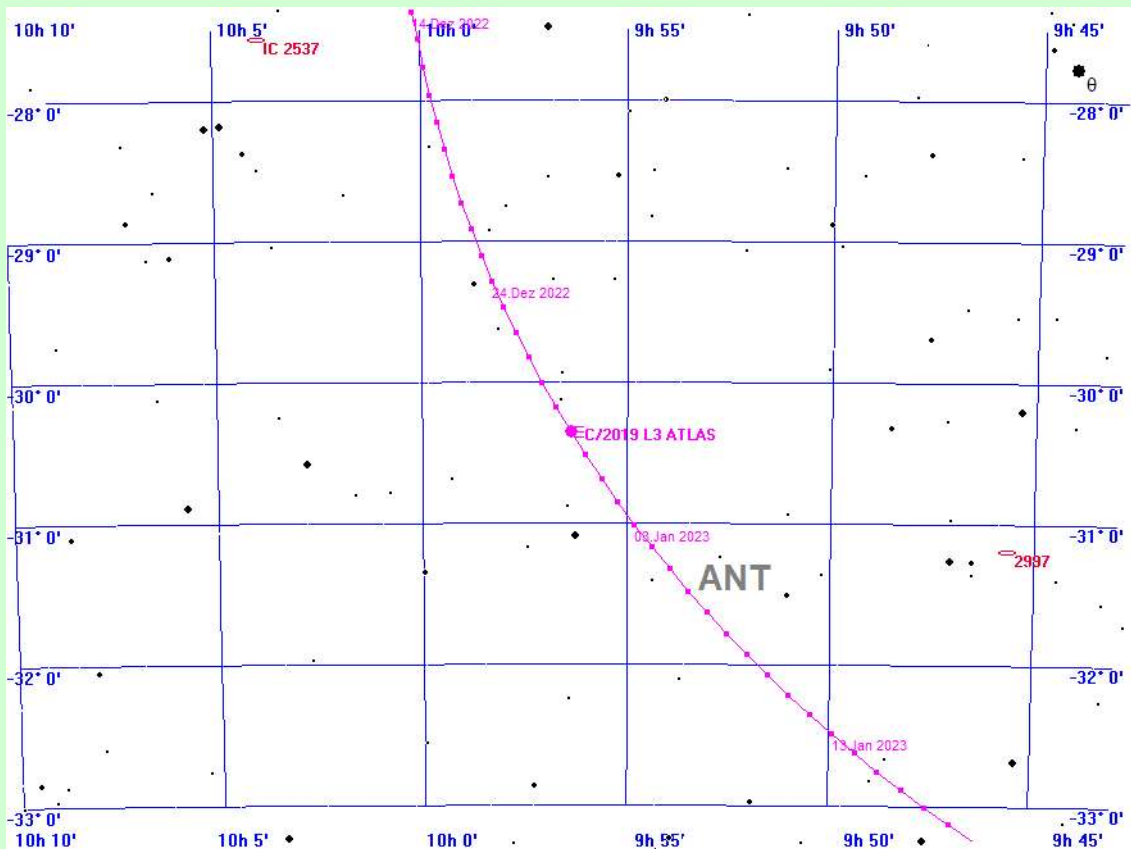 10h 10' 10h 5' 14.Dez 2022 10h 0' 9h 55' 9h 50' 9h 45'
IC 2537
θ
-28° 0' -28° 0'
-29° 0' -29° 0'
24.Dez 2022
-30° 0' -30° 0'
C/2019 L3 ATLAS
-31° 0' 03.Jan 2023 -31° 0'
2997
ANT
-32° 0' -32° 0'
13.Jan 2023
-33° 0' -33° 0'
10h 10' 10h 5' 10h 0' 9h 55' 9h 50' 9h 45'